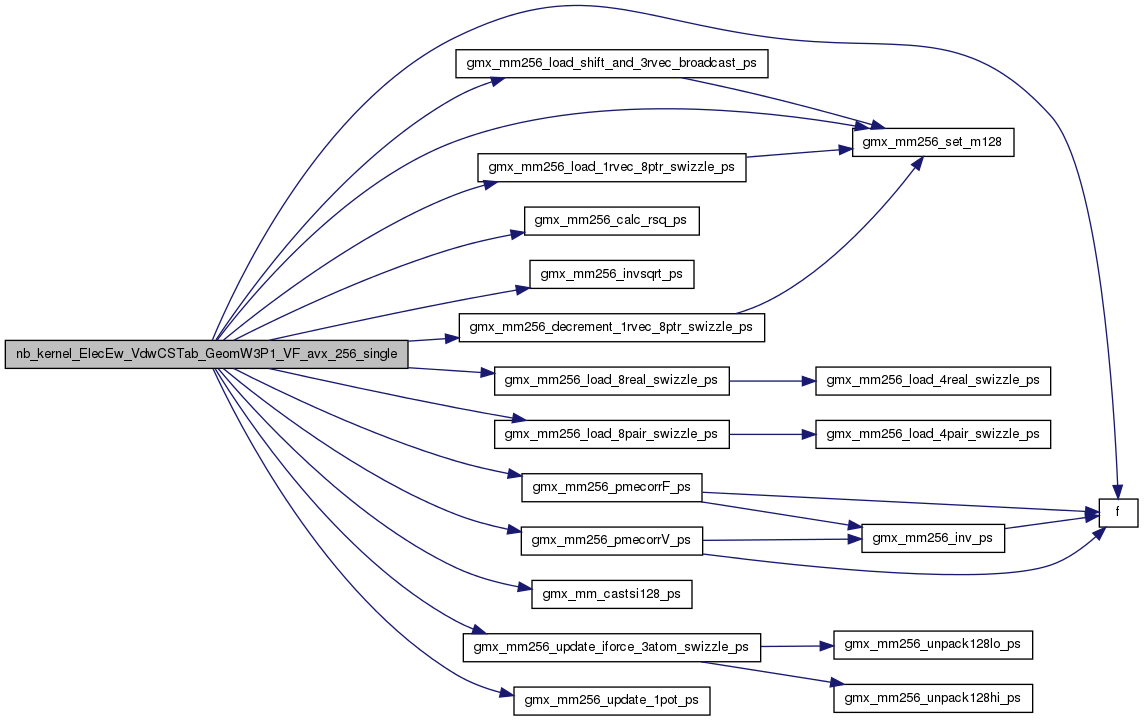 gmx_mm256_load_shift_and_3rvec_broadcast_ps
gmx_mm256_set_m128
gmx_mm256_load_1rvec_8ptr_swizzle_ps
gmx_mm256_calc_rsq_ps
gmx_mm256_invsqrt_ps
gmx_mm256_decrement_1rvec_8ptr_swizzle_ps
nb_kernel_ElecEw_VdwCSTab_GeomW3P1_VF_avx_256_single
gmx_mm256_load_8real_swizzle_ps
gmx_mm256_load_4real_swizzle_ps
gmx_mm256_load_8pair_swizzle_ps
gmx_mm256_load_4pair_swizzle_ps
gmx_mm256_pmecorrF_ps
f
gmx_mm256_pmecorrV_ps
gmx_mm256_inv_ps
gmx_mm_castsi128_ps
gmx_mm256_update_iforce_3atom_swizzle_ps
gmx_mm256_unpack128lo_ps
gmx_mm256_unpack128hi_ps
gmx_mm256_update_1pot_ps